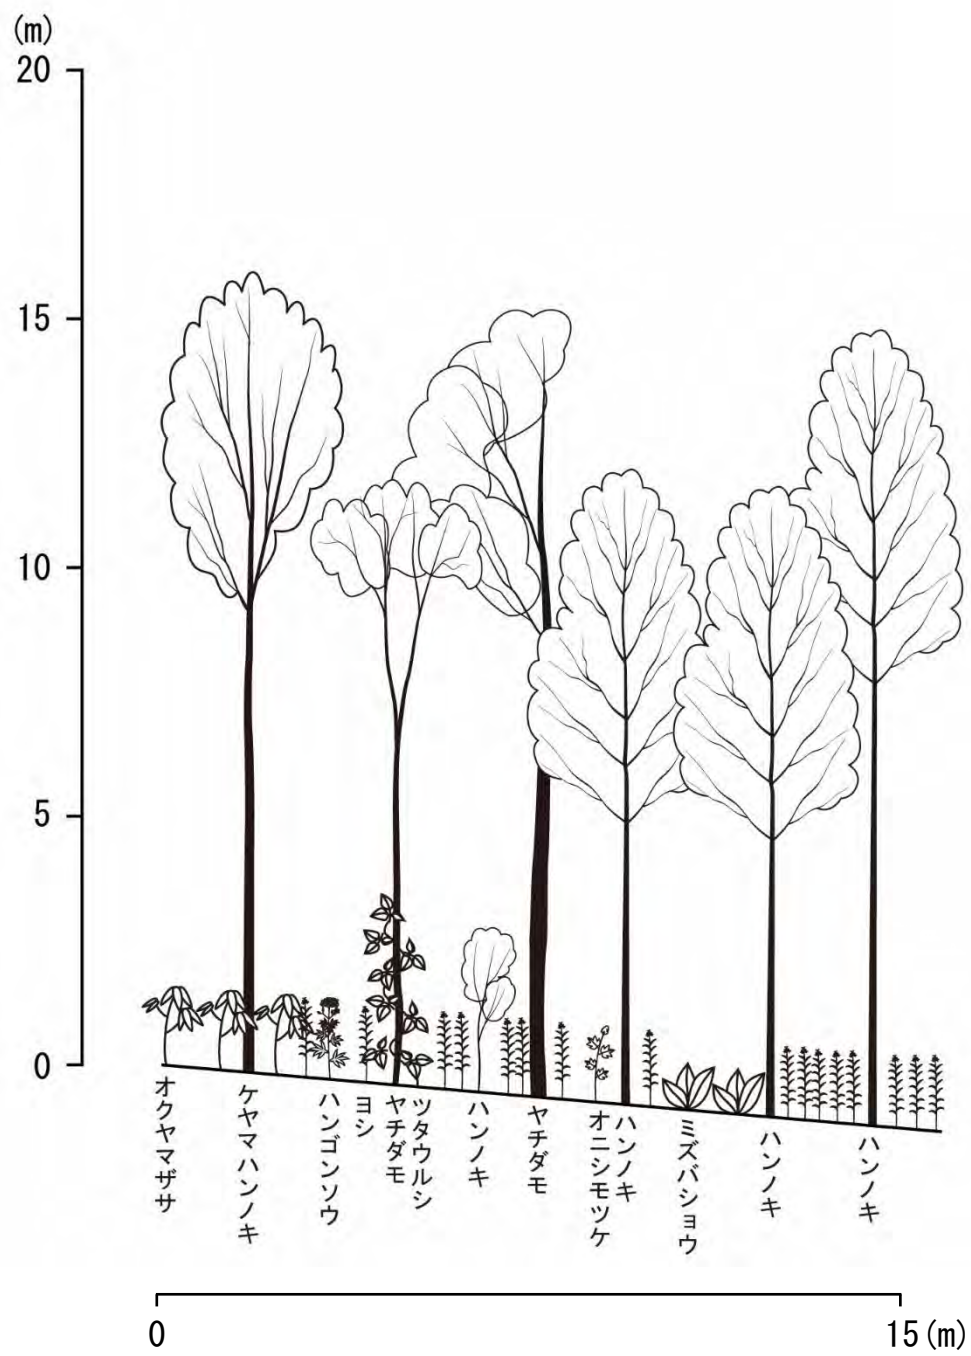 (m)
20
15
10
5
0
オクヤマザサ
ケヤマハンノキ
ハンゴンソウ
ヨシ
ヤチダモ
ツタウルシ
ハンノキ
ヤチダモ
オニシモツケ
ハンノキ
ミズバショウ
ハンノキ
ハンノキ
0
15(m)